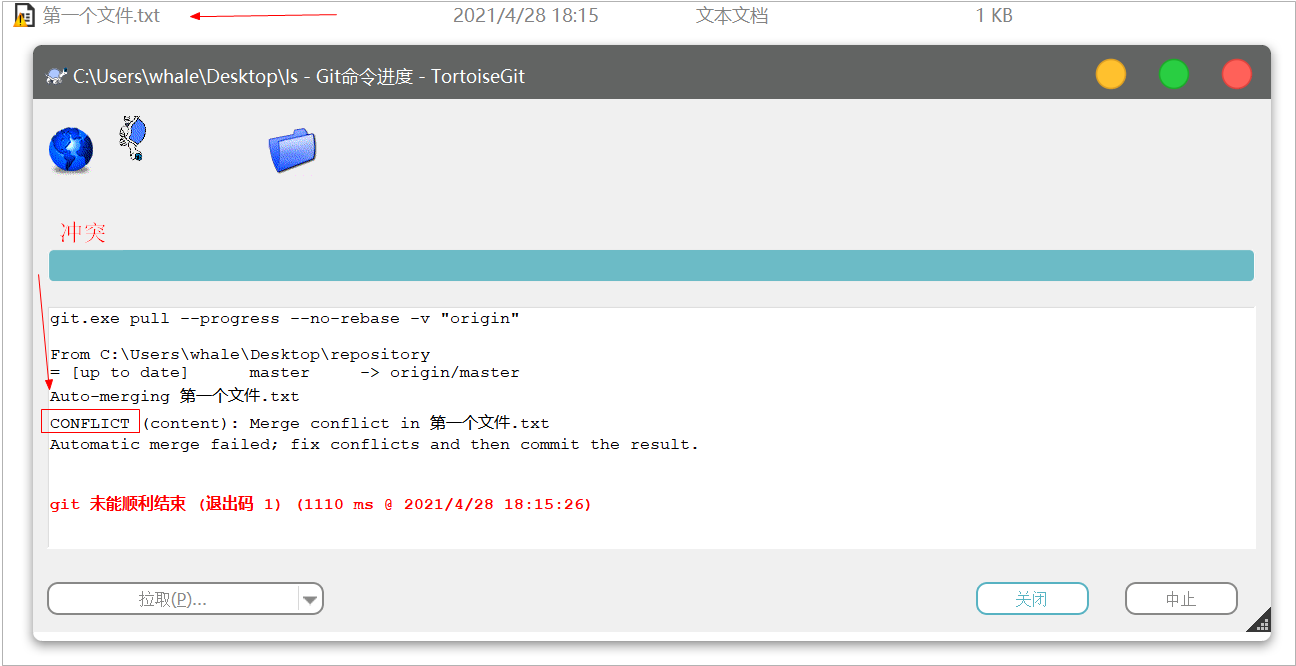 第一个文件.txt 2021/4/28 18:15 文本文档 1 KB
C:\Users\whale\Desktop\ls - Git命令进度 - TortoiseGit
冲突
git.exe pull --progress --no-rebase -v "origin"
From C:\Users\whale\Desktop\repository
= [up to date] master -> origin/master
Auto-merging 第一个文件.txt
CONFLICT (content): Merge conflict in 第一个文件.txt
Automatic merge failed; fix conflicts and then commit the result.
git 未能顺利结束 (退出码 1) (1110 ms @ 2021/4/28 18:15:26)
拉取(P)... 关闭 中止